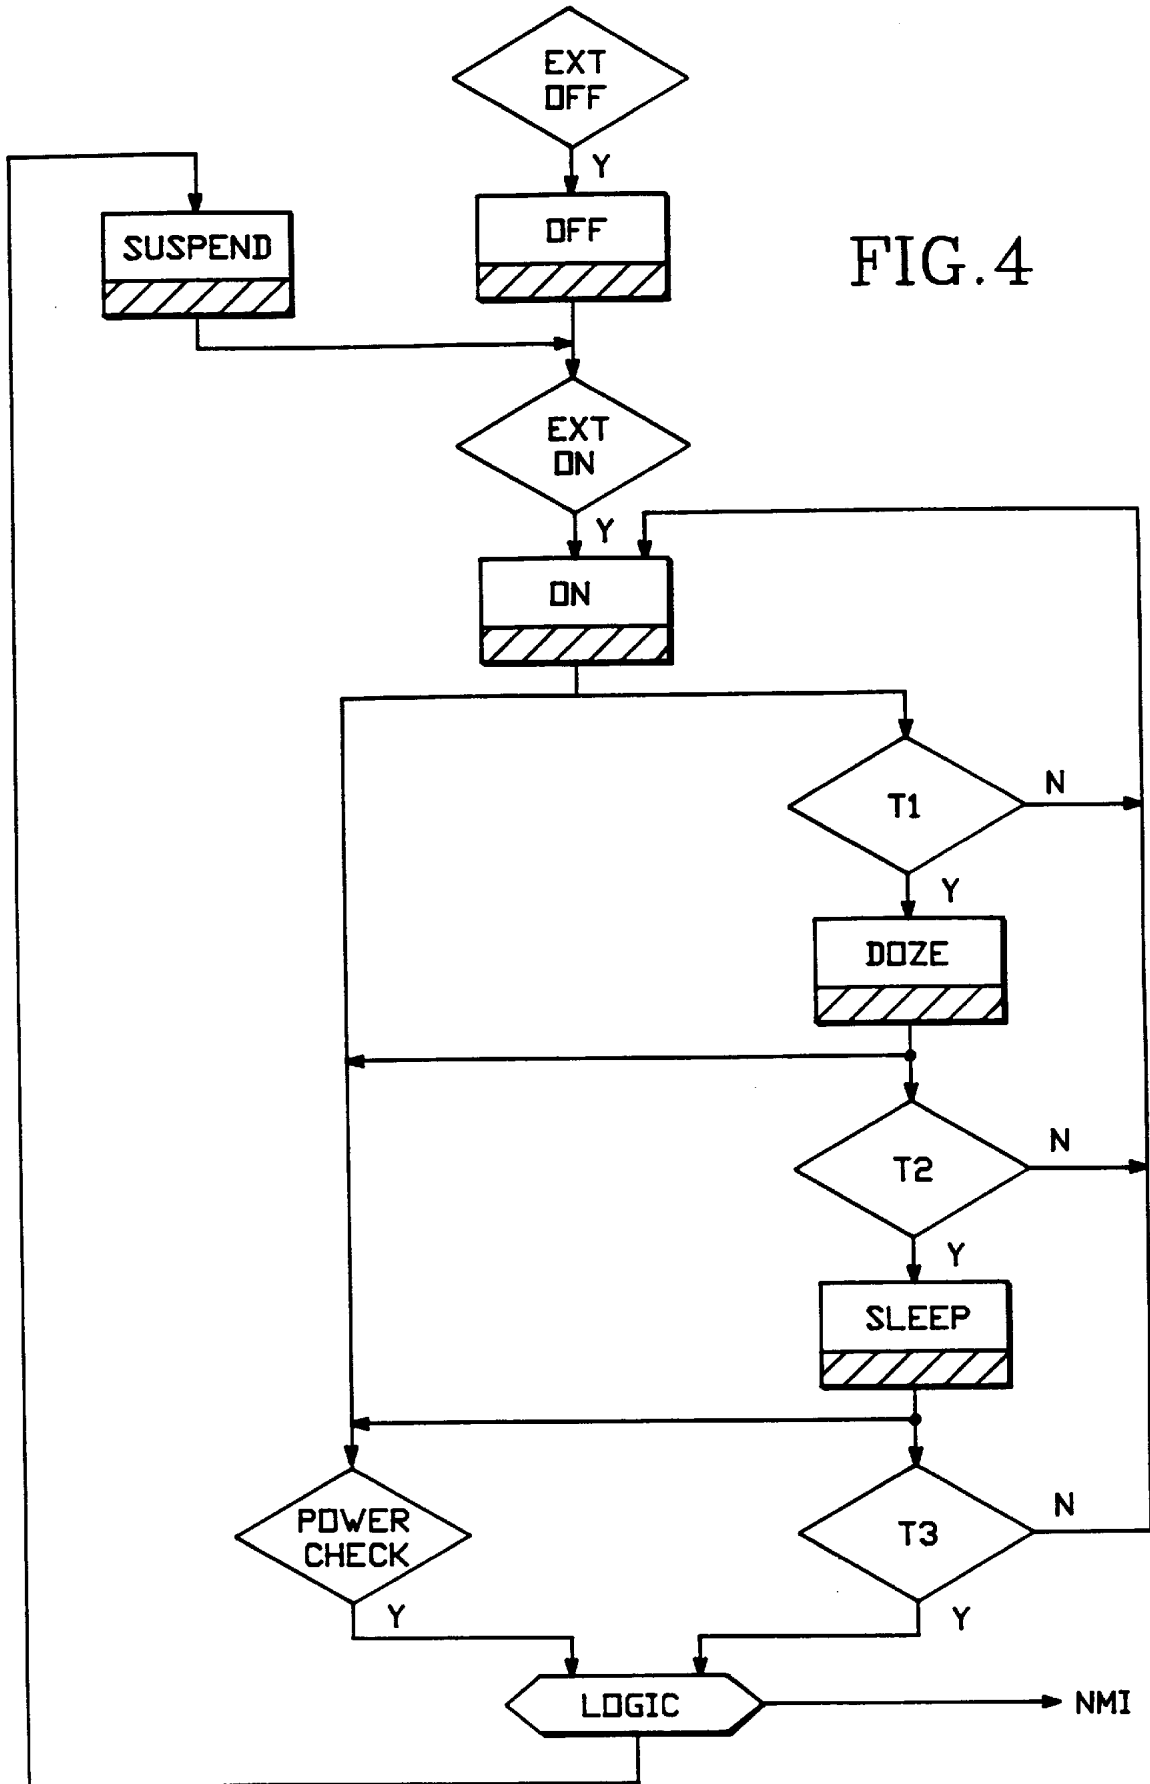 EXT
OFF
Y
SUSPEND
OFF
FIG.4
EXT
ON
Y
ON
T1
N
Y
DOZE
T2
N
Y
SLEEP
POWER
CHECK
T3
N
Y
Y
LOGIC
NMI